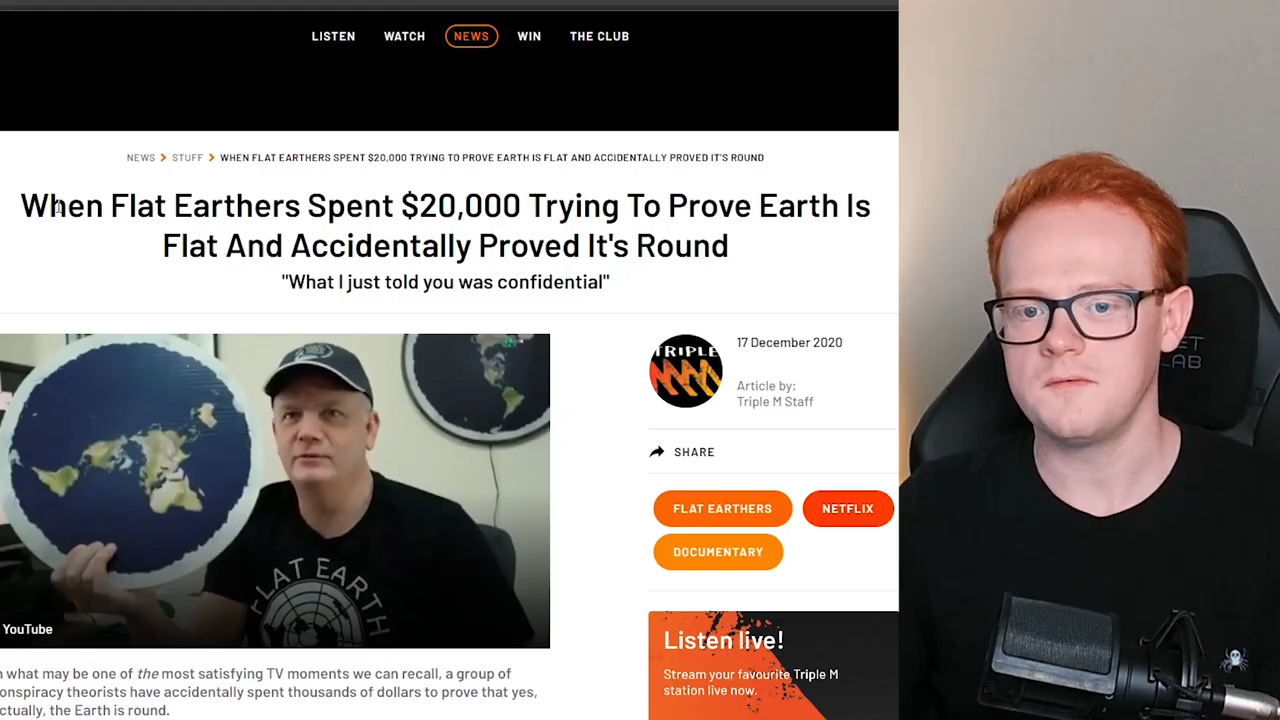 LISTEN WATCH NEWS WIN THE CLUB
NEWS STUFF WHEN FLAT EARTHERS SPENT $20,000 TRYING TO PROVE EARTH IS FLAT AND ACCIDENTALLY PROVED IT'S ROUND
When Flat Earthers Spent $20,000 Trying To Prove Earth Is
Flat And Accidentally Proved It's Round
"What I just told you was confidential"
TRIPLE
17 December 2020
Article by:
Triple M Staff
SHARE
FLAT EARTHERS NETFLIX
DOCUMENTARY
FLAT EARTH
YouTube
what may be one of the most satisfying TV moments we can recall, a group of
onspiracy theorists have accidentally spent thousands of dollars to prove that yes,
ctually, the Earth is round.
Listen live!
Stream your favourite Triple M
station live now.
LAB